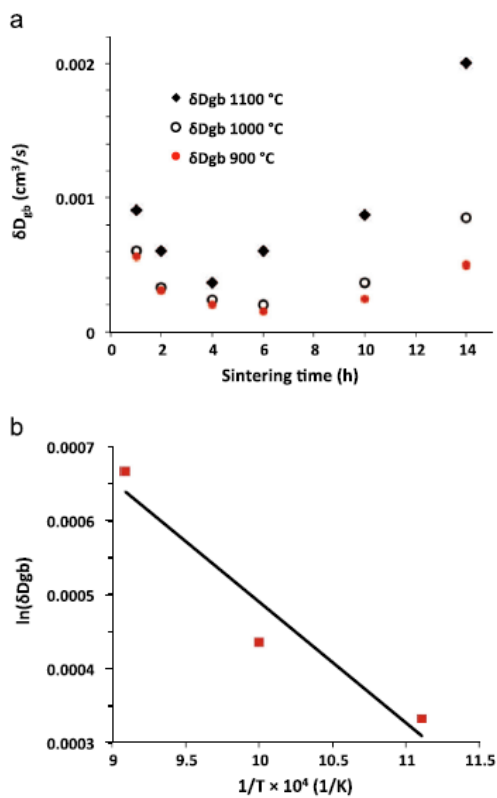 a
0.002
0.001
0
δDgb 1100 °C
δDgb 1000 °C
δDgb 900 °C
δD_gb (cm³/s)
0 2 4 6 8 10 12 14
Sintering time (h)
b
0.0007
0.0006
0.0005
0.0004
0.0003
ln(δDgb)
9 9.5 10 10.5 11 11.5
1/T × 10⁴ (1/K)